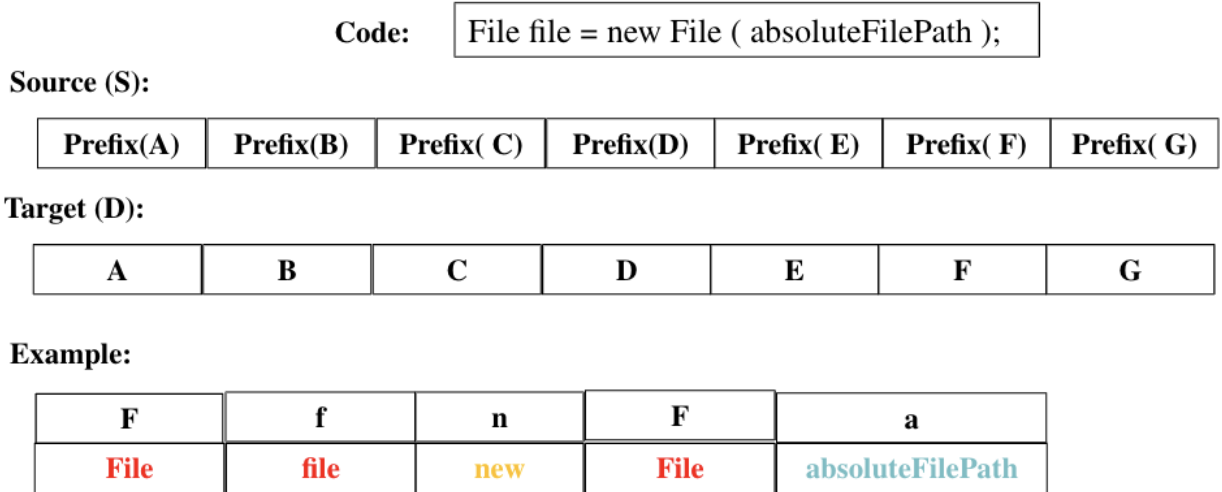 Code: File file = new File ( absoluteFilePath );
Source (S):
Prefix(A) Prefix(B) Prefix( C) Prefix(D) Prefix( E) Prefix( F) Prefix( G)
Target (D):
A B C D E F G
Example:
F f n F a
File file new File absoluteFilePath